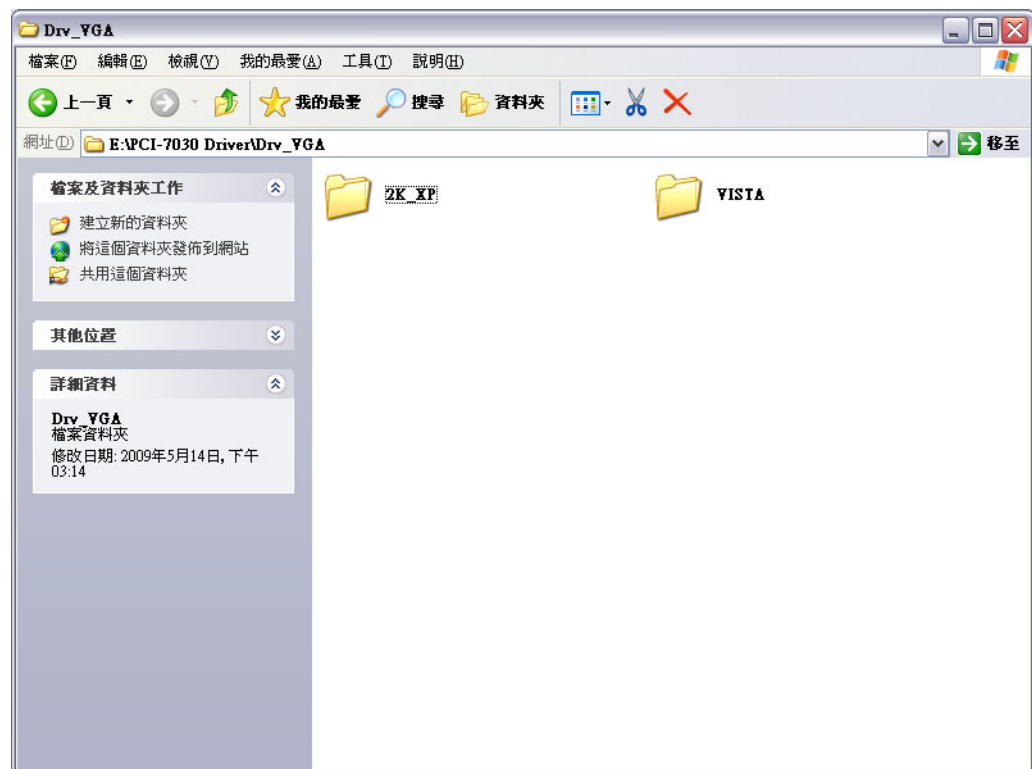 Drv_VGA
檔案(F) 編輯(E) 檢視(V) 我的最愛(A) 工具(T) 說明(H)
上一頁 我的最愛 搜尋 資料夾
網址(D) E:\PCI-7030 Driver\Drv_VGA 移至
檔案及資料夾工作
建立新的資料夾
將這個資料夾發佈到網站
共用這個資料夾
其他位置
詳細資料
Drv_VGA
檔案資料夾
修改日期: 2009年5月14日, 下午
03:14
2K_XP
VISTA